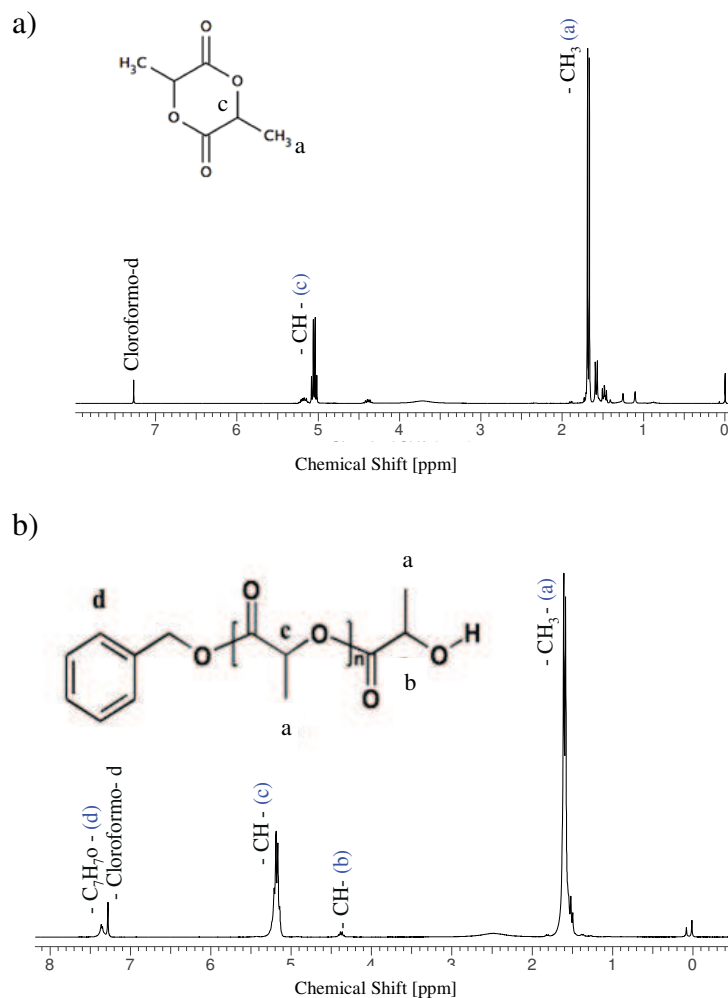 a)
O
H₃C
O
c
O
CH₃
a
O
- CH₃ (a)
Cloroformo-d
- CH - (c)
7 6 5 4 3 2 1 0
Chemical Shift [ppm]
b)
a
d
O
c
O
O
n
O
H
O
b
a
- CH₃ - (a)
- C₇H₇o - (d)
- Cloroformo- d
- CH - (c)
- CH- (b)
8 7 6 5 4 3 2 1 0
Chemical Shift [ppm]